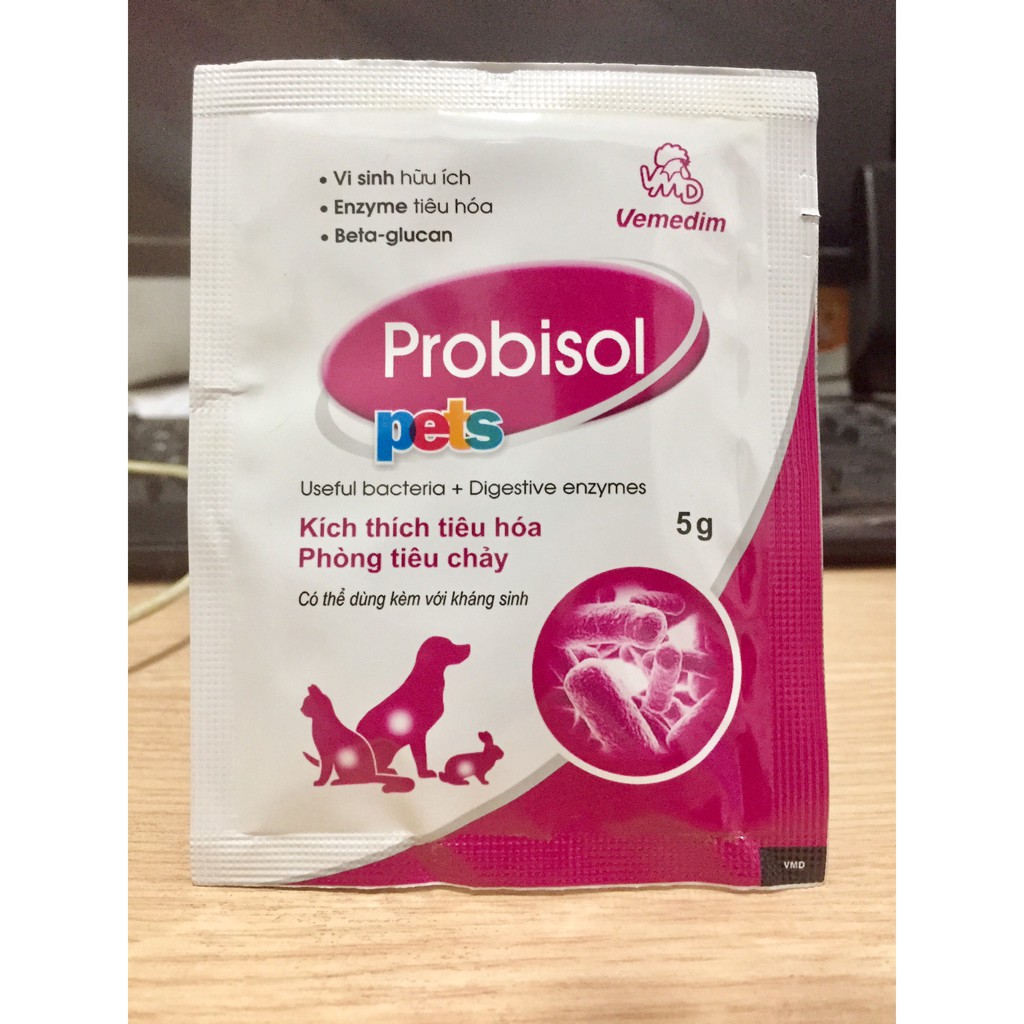 • Vi sinh hữu ích
• Enzyme tiêu hóa
• Beta-glucan
VMD
Vemedim
Probisol
pets
Useful bacteria + Digestive enzymes
Kích thích tiêu hóa
Phòng tiêu chảy
5g
Có thể dùng kèm với kháng sinh
VMD